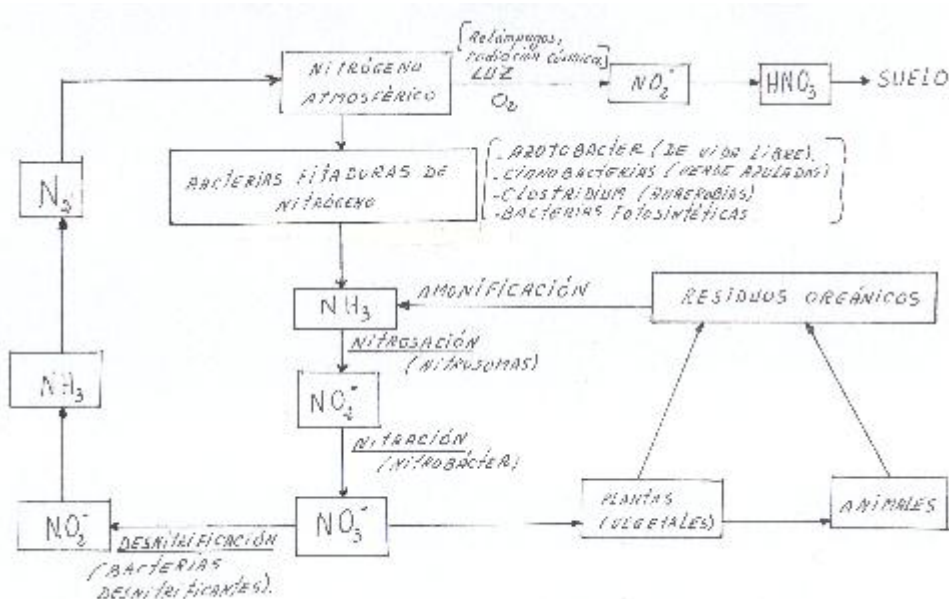 [Relámpagos,
radiación cósmica]
NITRÓGENO
ATMOSFÉRICO
LUZ
O₂
NO₂⁻
HNO₃
SUELO
BACTERIAS FIJADURAS DE
NITRÓGENO
- AZOTOBACTER (DE VIDA LIBRE).
- CIANOBACTERIAS (VERDE AZULADAS)
- CLOSTRIDIUM (ANAEROBIAS)
- BACTERIAS FOTOSINTÉTICAS
N₂
NH₃
AMONIFICACIÓN
RESIDUOS ORGÁNICOS
NITROSACIÓN
(NITROSOMAS)
NH₃
NO₂⁻
NITRACIÓN
(NITROBÁCTER)
NO₂⁻
DESNITRIFICACIÓN
(BACTERIAS
DESNITRIFICANTES).
NO₃⁻
PLANTAS
(VEGETALES)
ANIMALES